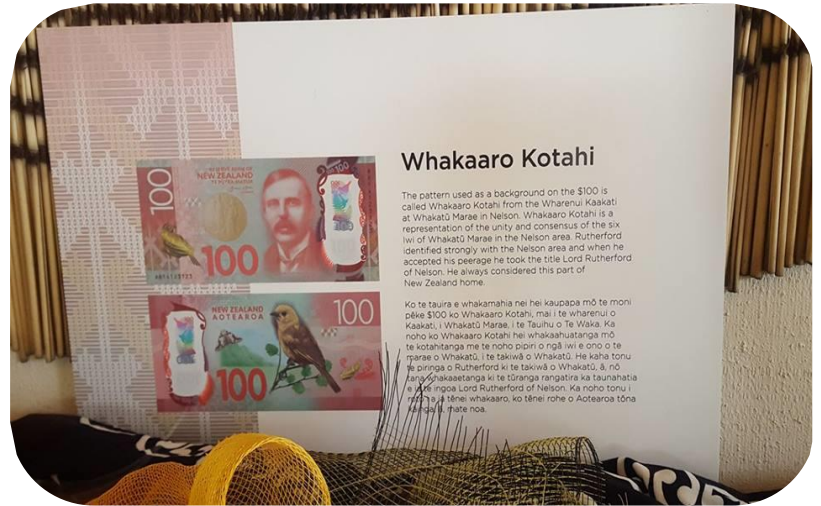 Whakaaro Kotahi
The pattern used as a background on the $100 is
called Whakaaro Kotahi from the Wharenui Kaakati
at Whakatū Marae in Nelson. Whakaaro Kotahi is a
representation of the unity and consensus of the six
Iwi of Whakatū Marae in the Nelson area. Rutherford
identified strongly with the Nelson area and when he
accepted his peerage he took the title Lord Rutherford
of Nelson. He always considered this part of
New Zealand home.
Ko te tauira e whakamahia nei hei kaupapa mō te moni
pēke $100 ko Whakaaro Kotahi, mai i te wharenui o
Kaakati, i Whakatū Marae, i te Tauihu o Te Waka. Ka
noho ko Whakaaro Kotahi hei whakaahuatanga mō
te kotahitanga me te noho pipiri o ngā iwi e ono o te
marae o Whakatū, i te takiwā o Whakatū. He kaha tonu
te piringa o Rutherford ki te takiwā o Whakatū, ā, nō
tana whakaaetanga ki te tūranga rangatira ka taunahatia
e ia te ingoa Lord Rutherford of Nelson. Ka noho tonu i
a ia tēnei whakaaro, ko tēnei rohe o Aotearoa tōna
kāinga, ā, mate noa.
100
NEW ZEALAND
100
100
NEW ZEALAND
AOTEAROA
100
100